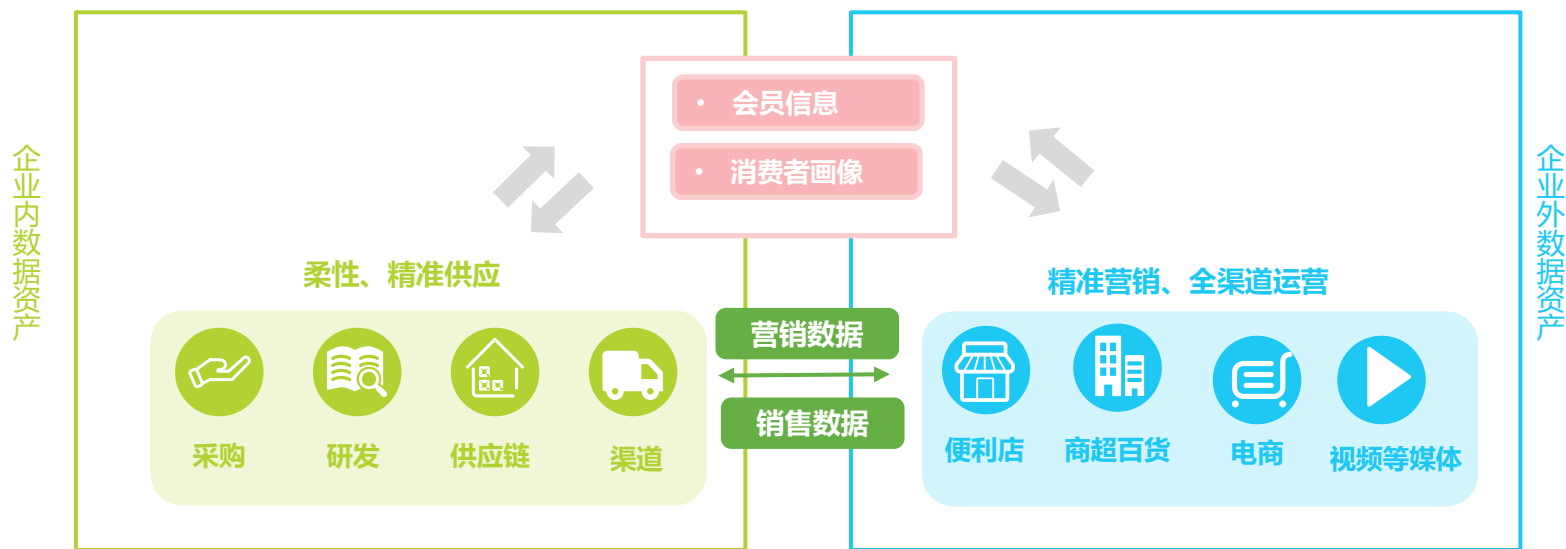 企业内数据资产
• 会员信息
• 消费者画像
企业外数据资产
柔性、精准供应
精准营销、全渠道运营
营销数据
销售数据
采购
研发
供应链
渠道
便利店
商超百货
电商
视频等媒体